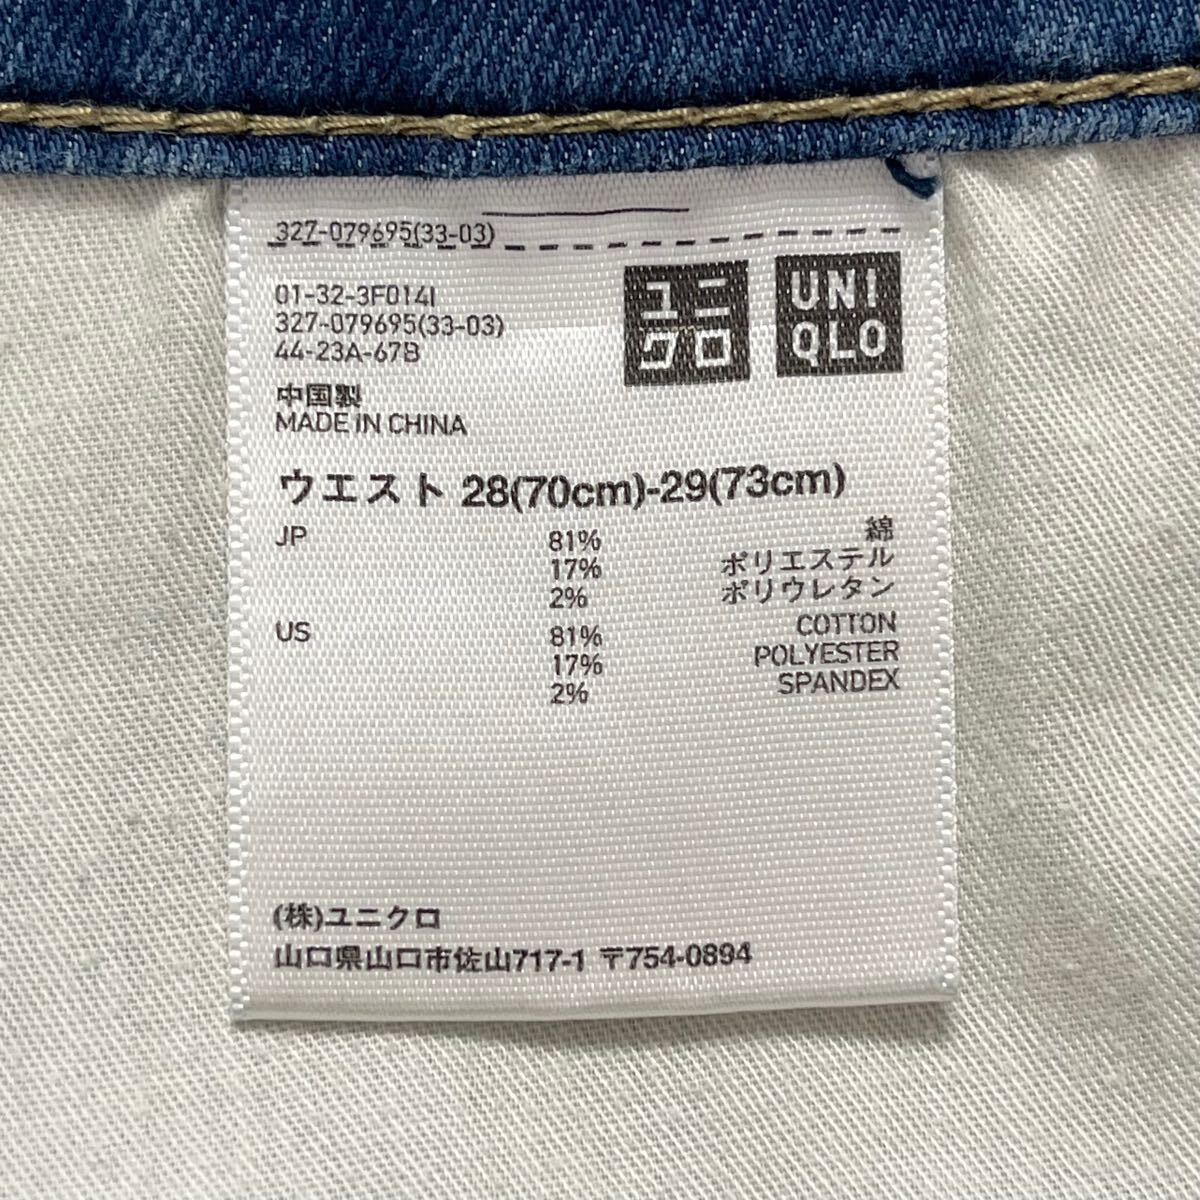 327-079695(33-03)
01-32-3F014I
327-079695(33-03)
44-23A-67B
ユニ
クロ
UNI
QLO
中国製
MADE IN CHINA
ウエスト 28(70cm)-29(73cm)
JP 81% 綿
17% ポリエステル
2% ポリウレタン
US 81% COTTON
17% POLYESTER
2% SPANDEX
(株)ユニクロ
山口県山口市佐山717-1 〒754-0894